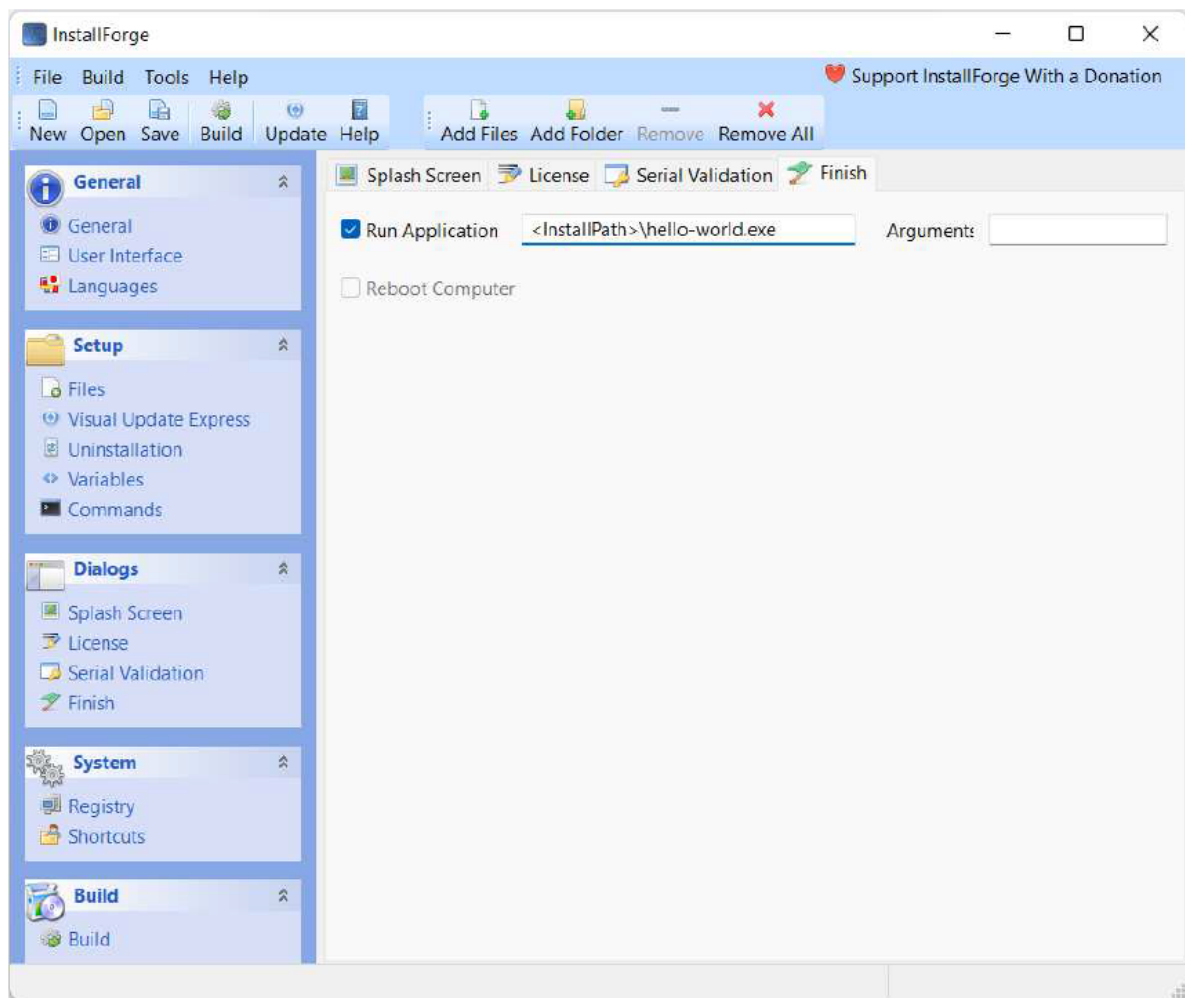 InstallForge
File Build Tools Help
Support InstallForge With a Donation
New Open Save Build Update Help Add Files Add Folder Remove Remove All
General
General
User Interface
Languages
Setup
Files
Visual Update Express
Uninstallation
Variables
Commands
Dialogs
Splash Screen
License
Serial Validation
Finish
System
Registry
Shortcuts
Build
Build
Splash Screen License Serial Validation Finish
Run Application <InstallPath>\hello-world.exe Arguments
Reboot Computer